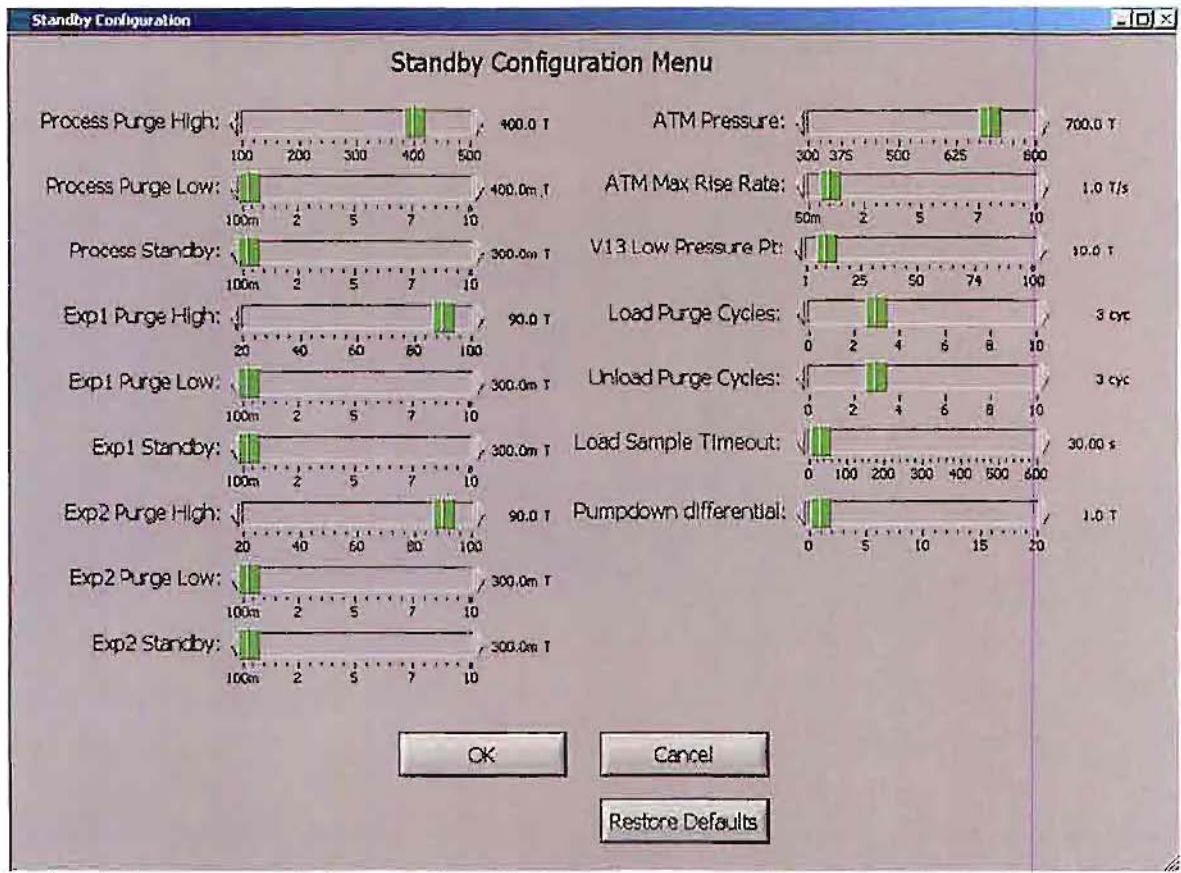 Standby Configuration
Standby Configuration Menu
Process Purge High: 400.0 T
100 200 300 400 500
Process Purge Low: 400.0m T
100m 2 5 7 10
Process Standby: 300.0m T
100m 2 5 7 10
Exp1 Purge High: 90.0 T
20 40 60 80 100
Exp1 Purge Low: 300.0m T
100m 2 5 7 10
Exp1 Standby: 300.0m T
100m 2 5 7 10
Exp2 Purge High: 90.0 T
20 40 60 80 100
Exp2 Purge Low: 300.0m T
100m 2 5 7 10
Exp2 Standby: 300.0m T
100m 2 5 7 10
ATM Pressure: 700.0 T
300 375 500 625 800
ATM Max Rise Rate: 1.0 T/s
50m 2 5 7 10
V13 Low Pressure Pt: 10.0 T
1 25 50 74 100
Load Purge Cycles: 3 cyc
0 2 4 6 8 10
Unload Purge Cycles: 3 cyc
0 2 4 6 8 10
Load Sample Timeout: 30.00 s
0 100 200 300 400 500 600
Pumpdown differential: 1.0 T
0 5 10 15 20
OK
Cancel
Restore Defaults